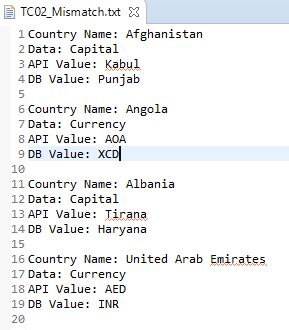 TC02_Mismatch.txt
1 Country Name: Afghanistan
2 Data: Capital
3 API Value: Kabul
4 DB Value: Punjab
5
6 Country Name: Angola
7 Data: Currency
8 API Value: AOA
9 DB Value: XCD
10
11 Country Name: Albania
12 Data: Capital
13 API Value: Tirana
14 DB Value: Haryana
15
16 Country Name: United Arab Emirates
17 Data: Currency
18 API Value: AED
19 DB Value: INR
20